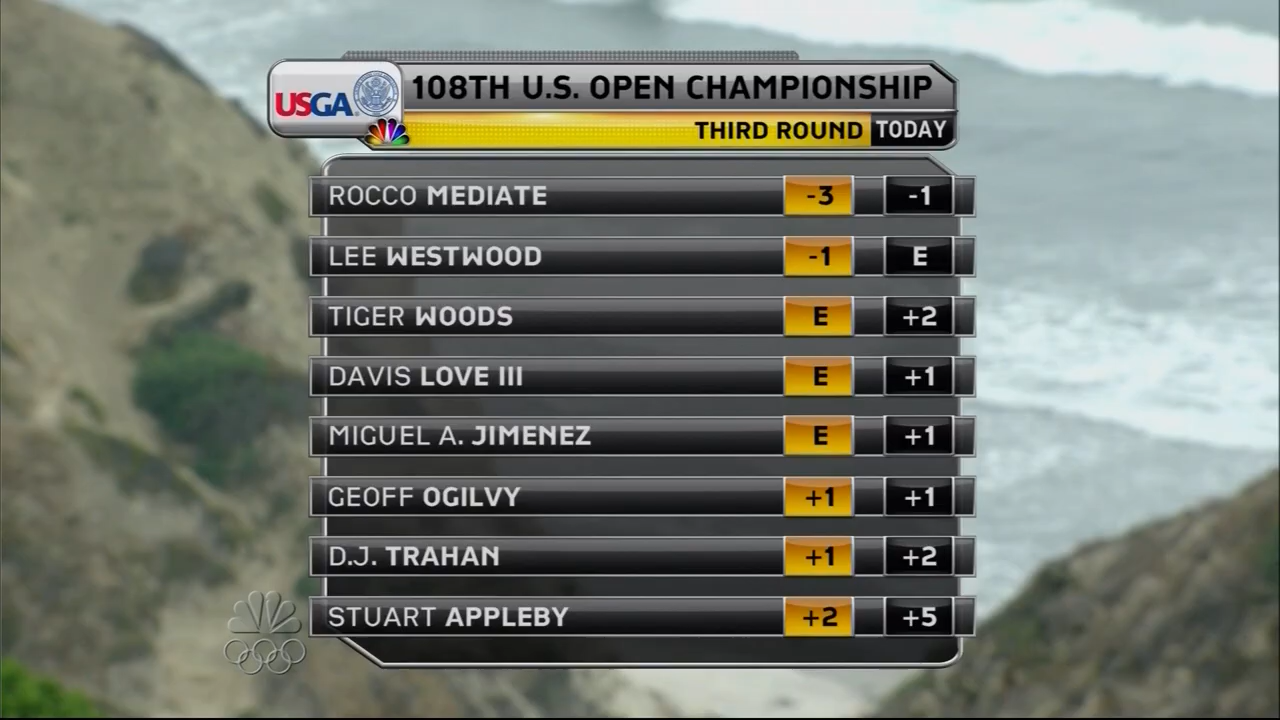 USGA
108TH U.S. OPEN CHAMPIONSHIP
THIRD ROUND TODAY
ROCCO MEDIATE -3 -1
LEE WESTWOOD -1 E
TIGER WOODS E +2
DAVIS LOVE III E +1
MIGUEL A. JIMENEZ E +1
GEOFF OGILVY +1 +1
D.J. TRAHAN +1 +2
STUART APPLEBY +2 +5